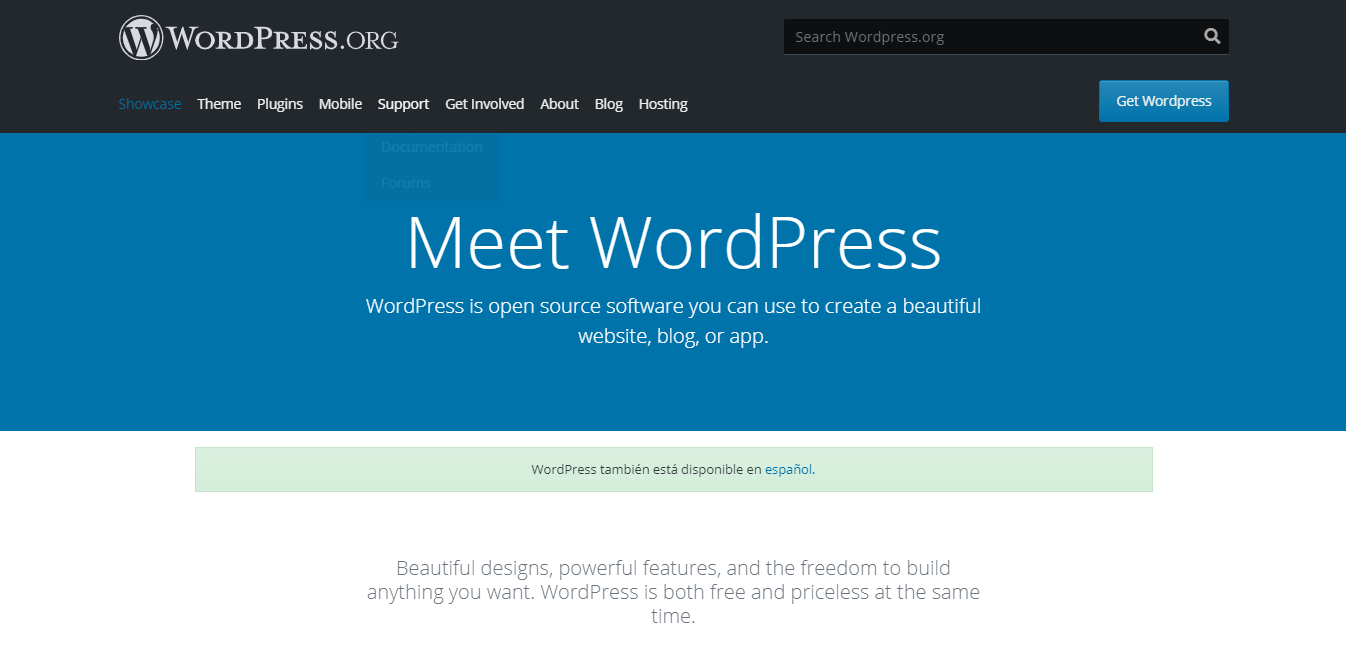 WORDPRESS.ORG
Search Wordpress.org
Showcase Theme Plugins Mobile Support Get Involved About Blog Hosting
Get Wordpress
Documentation
Forums
Meet WordPress
WordPress is open source software you can use to create a beautiful
website, blog, or app.
WordPress también está disponible en español.
Beautiful designs, powerful features, and the freedom to build
anything you want. WordPress is both free and priceless at the same
time.